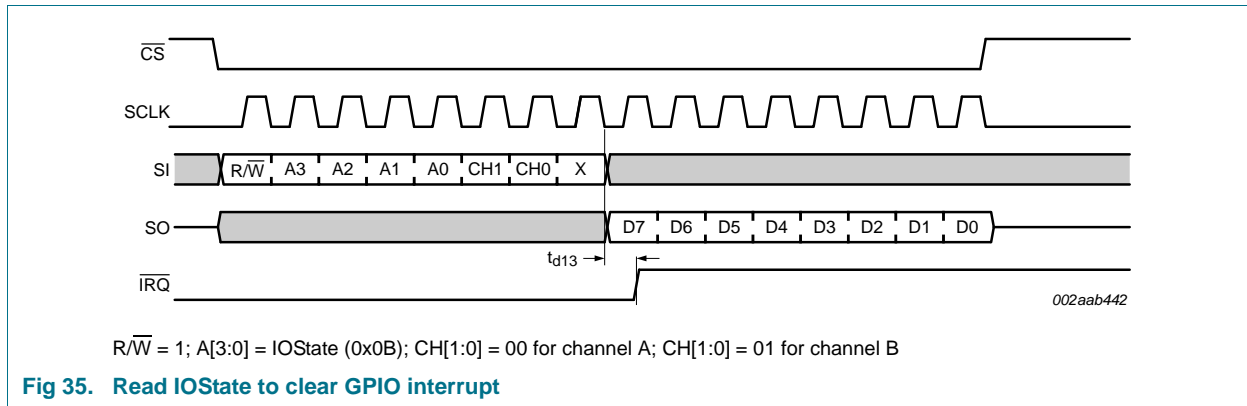 CS
SCLK
SI R/W A3 A2 A1 A0 CH1 CH0 X
SO D7 D6 D5 D4 D3 D2 D1 D0
td13
IRQ
002aab442
R/W = 1; A[3:0] = IOState (0x0B); CH[1:0] = 00 for channel A; CH[1:0] = 01 for channel B
Fig 35. Read IOState to clear GPIO interrupt